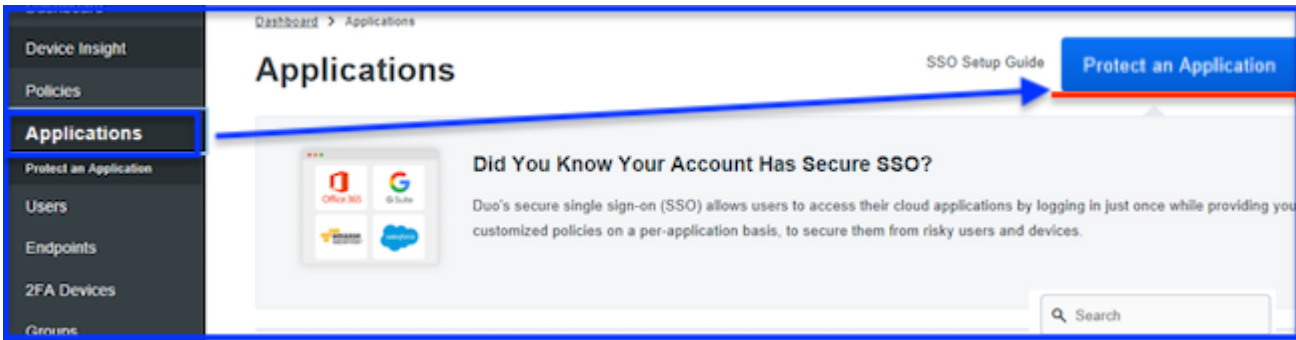 Dashboard
Device Insight
Policies
Applications
Protect an Application
Users
Endpoints
2FA Devices
Groups
Dashboard > Applications
Applications
SSO Setup Guide
Protect an Application
Office 365
G Suite
amazon
salesforce
Did You Know Your Account Has Secure SSO?
Duo's secure single sign-on (SSO) allows users to access their cloud applications by logging in just once while providing you
customized policies on a per-application basis, to secure them from risky users and devices.
Search